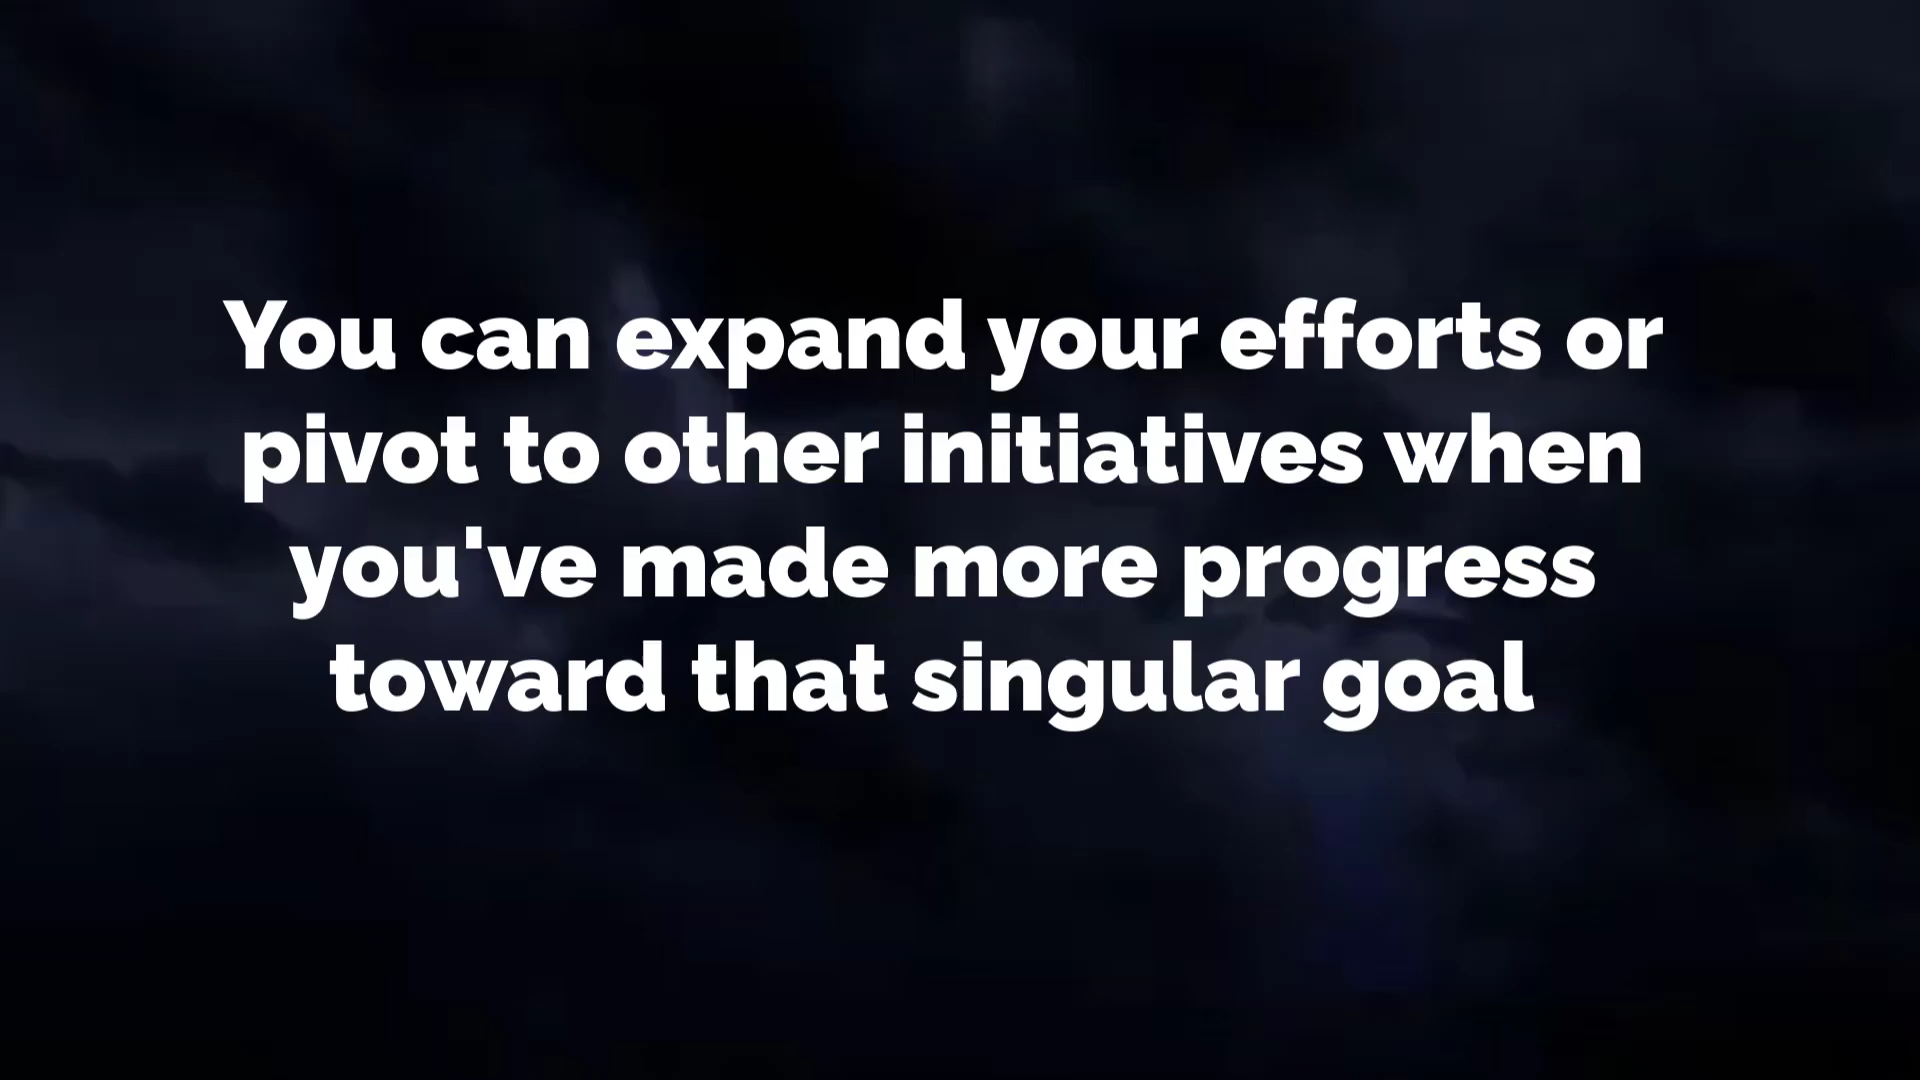 You can expand your efforts or
pivot to other initiatives when
you've made more progress
toward that singular goal